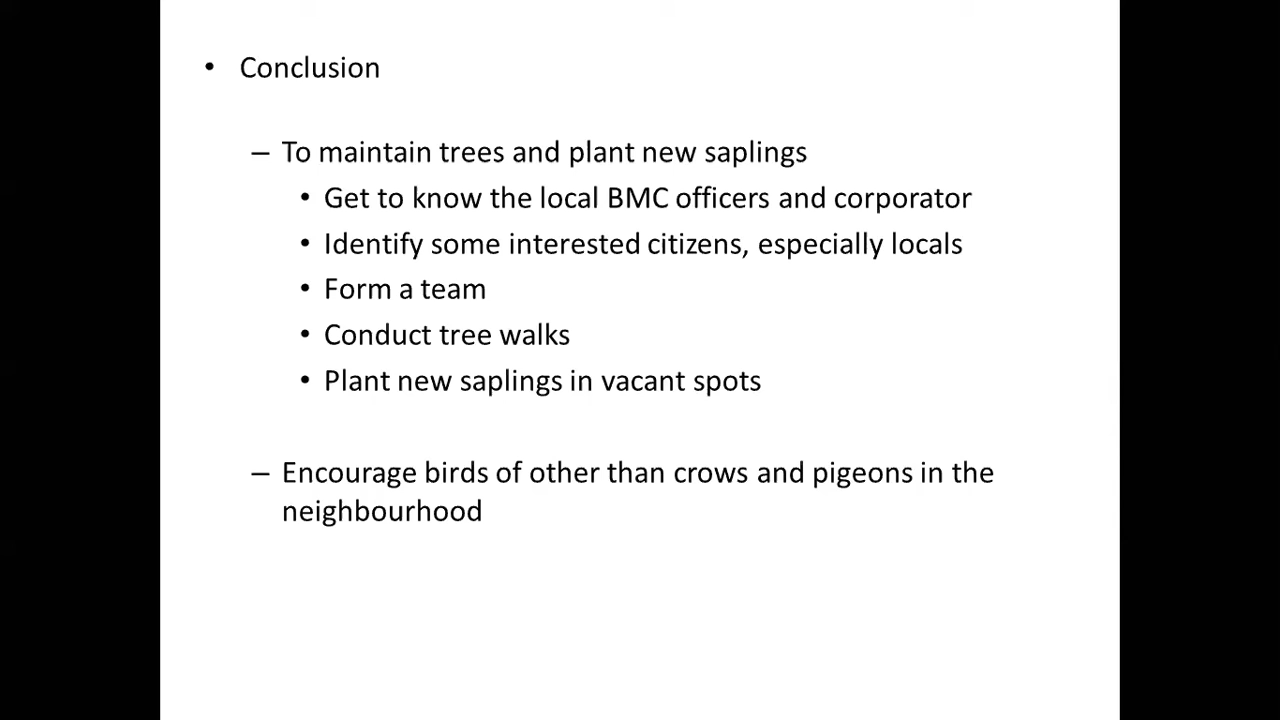 • Conclusion
– To maintain trees and plant new saplings
• Get to know the local BMC officers and corporator
• Identify some interested citizens, especially locals
• Form a team
• Conduct tree walks
• Plant new saplings in vacant spots
– Encourage birds of other than crows and pigeons in the
neighbourhood